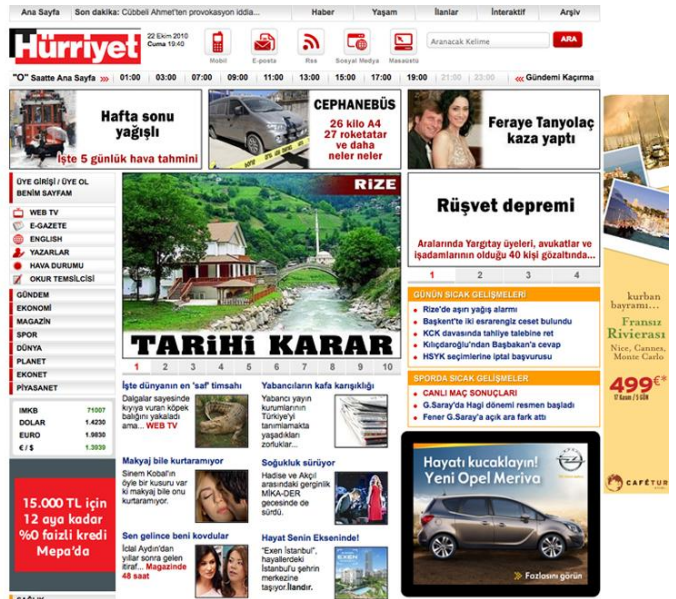 Ana Sayfa
Son dakika: Cübbeli Ahmet'ten provokasyon iddia...
Haber
Yaşam
İlanlar
İnteraktif
Arşiv
Hürriyet
22 Ekim 2010
Cuma 19:40
Mobil
E-posta
Rss
Sosyal Medya
Masaüstü
Aranacak Kelime
ARA
"O" Saatte Ana Sayfa >>> 01:00 03:00 07:00 09:00 11:00 13:00 15:00 17:00 19:00 21:00 23:00 <<< Gündemi Kaçırma
Hafta sonu
yağışlı
İşte 5 günlük hava tahmini
CEPHANEBÜS
26 kilo A4
27 roketatar
ve daha
neler neler
Feraye Tanyolaç
kaza yaptı
ÜYE GİRİŞİ / ÜYE OL
BENİM SAYFAM
WEB TV
E-GAZETE
ENGLISH
YAZARLAR
HAVA DURUMU
OKUR TEMSİLCİSİ
GÜNDEM
EKONOMİ
MAGAZİN
SPOR
DÜNYA
PLANET
EKONET
PİYASANET
IMKB 71007
DOLAR 1.4230
EURO 1.9830
€ / $ 1.3939
15.000 TL için
12 aya kadar
%0 faizli kredi
Mepa'da
RİZE
TARİHİ KARAR
1 2 3 4 5 6 7 8 9 10
İşte dünyanın en 'saf' timsahı
Dalgalar sayesinde
kıyıya vuran köpek
balığını yakaladı
ama... WEB TV
Yabancıların kafa karışıklığı
Yabancı yayın
kurumlarının
Türkiye'yi
tanımlamakta
yaşadıkları
zorluklar...
Makyaj bile kurtaramıyor
Sinem Kobal'ın
öyle bir kusuru var
ki makyaj bile onu
kurtaramıyor.
Soğukluk sürüyor
Hadise ve Akçıl
arasındaki gerginlik
MİKA-DER
gecesinde de
sürdü.
Sen gelince beni kovdular
İclal Aydın'dan
yıllar sonra gelen
itiraf... Magazinde
48 saat
Hayat Senin Ekseninde!
"Exen İstanbul",
hayallerdeki
İstanbul'u şehrin
merkezine
taşıyor.İlandır.
EXEN
Rüşvet depremi
Aralarında Yargıtay üyeleri, avukatlar ve
işadamlarının olduğu 40 kişi gözaltında...
1 2 3 4
GÜNÜN SICAK GELİŞMELERİ
Rize'de aşırı yağış alarmı
Başkent'te iki esrarengiz ceset bulundu
KCK davasında tahliye talebine ret
Kılıçdaroğlu'ndan Başbakan'a cevap
HSYK seçimlerine iptal başvurusu
SPORDA SICAK GELİŞMELER
CANLI MAÇ SONUÇLARI
G.Saray'da Hagi dönemi resmen başladı
Fener G.Saray'a açık ara fark attı
Hayatı kucaklayın!
Yeni Opel Meriva
>> Fazlasını görün
kurban
bayramı...
Fransız
Rivierası
Nice, Cannes,
Monte Carlo
499€*
17 Kasım / 5 GÜN
CAFÉTUR